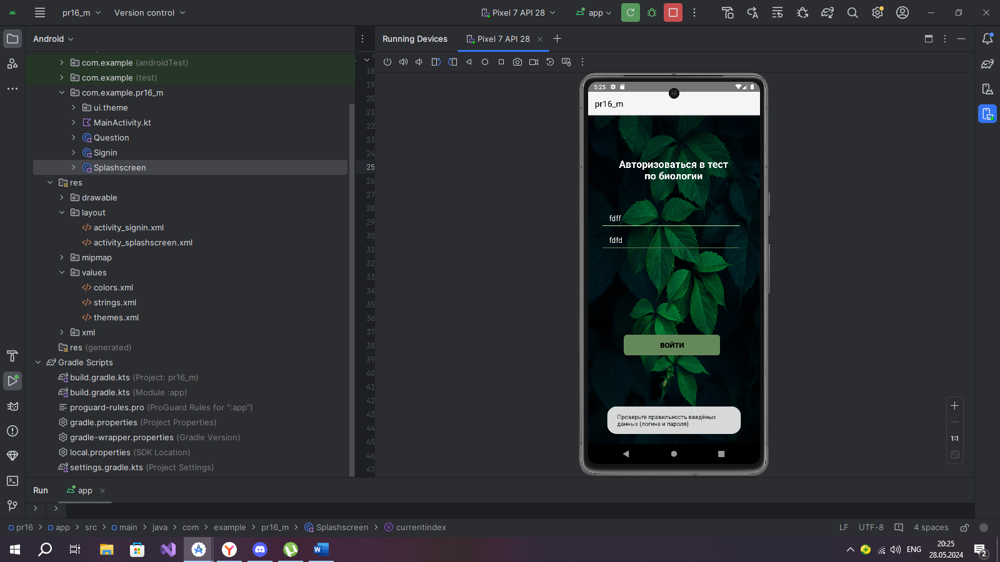 pr16_m
Version control
Pixel 7 API 28
app
Android
Running Devices
Pixel 7 API 28
com.example (androidTest)
com.example (test)
com.example.pr16_m
ui.theme
MainActivity.kt
Question
Signin
Splashscreen
res
drawable
layout
activity_signin.xml
activity_splashscreen.xml
mipmap
values
colors.xml
strings.xml
themes.xml
xml
res (generated)
Gradle Scripts
build.gradle.kts (Project: pr16_m)
build.gradle.kts (Module :app)
proguard-rules.pro (ProGuard Rules for ":app")
gradle.properties (Project Properties)
gradle-wrapper.properties (Gradle Version)
local.properties (SDK Location)
settings.gradle.kts (Project Settings)
18
19
20
21
22
23
24
25
26
27
28
29
30
31
32
33
34
35
36
37
38
39
40
41
42
43
44
45
46
47
5:25
pr16_m
Авторизоваться в тест
по биологии
fdff
fdfd
ВОЙТИ
Проверьте правильность введёных
данных (логина и пароля)
1:1
Run
app
pr16 > app > src > main > java > com > example > pr16_m > Splashscreen > currentindex
LF
UTF-8
4 spaces
ENG
20:25
28.05.2024
2